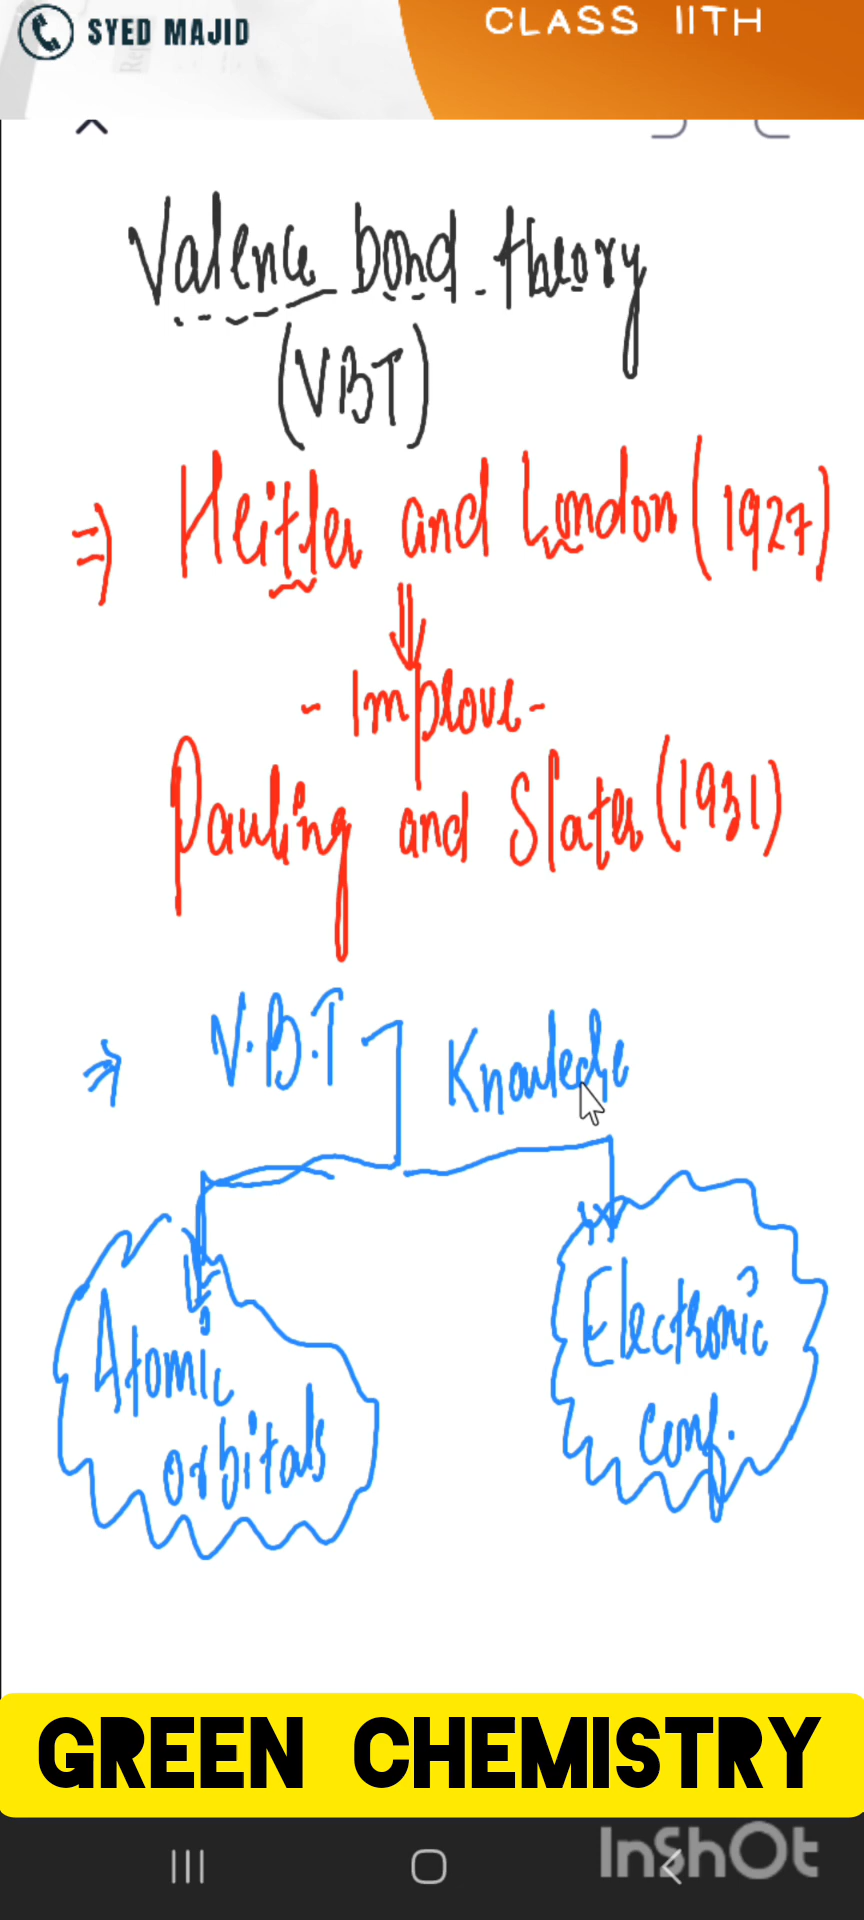 SYED MAJID
CLASS 11TH
Valence bond theory
(VBT)
⇒ Heitler and London (1927)
- Improve -
Pauling and Slater (1931)
⇒ V.B.T Knowledge
Atomic
orbitals
Electronic
conf.
GREEN CHEMISTRY
InShOt